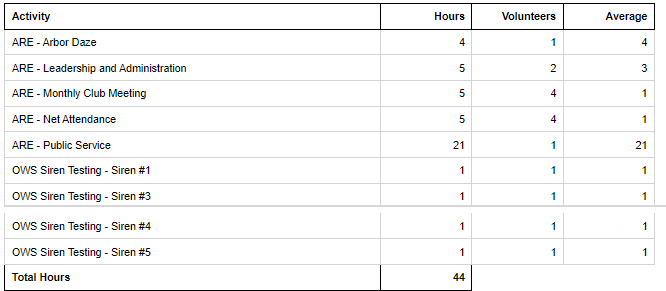 Activity Hours Volunteers Average
ARE - Arbor Daze 4 1 4
ARE - Leadership and Administration 5 2 3
ARE - Monthly Club Meeting 5 4 1
ARE - Net Attendance 5 4 1
ARE - Public Service 21 1 21
OWS Siren Testing - Siren #1 1 1 1
OWS Siren Testing - Siren #3 1 1 1
OWS Siren Testing - Siren #4 1 1 1
OWS Siren Testing - Siren #5 1 1 1
Total Hours 44